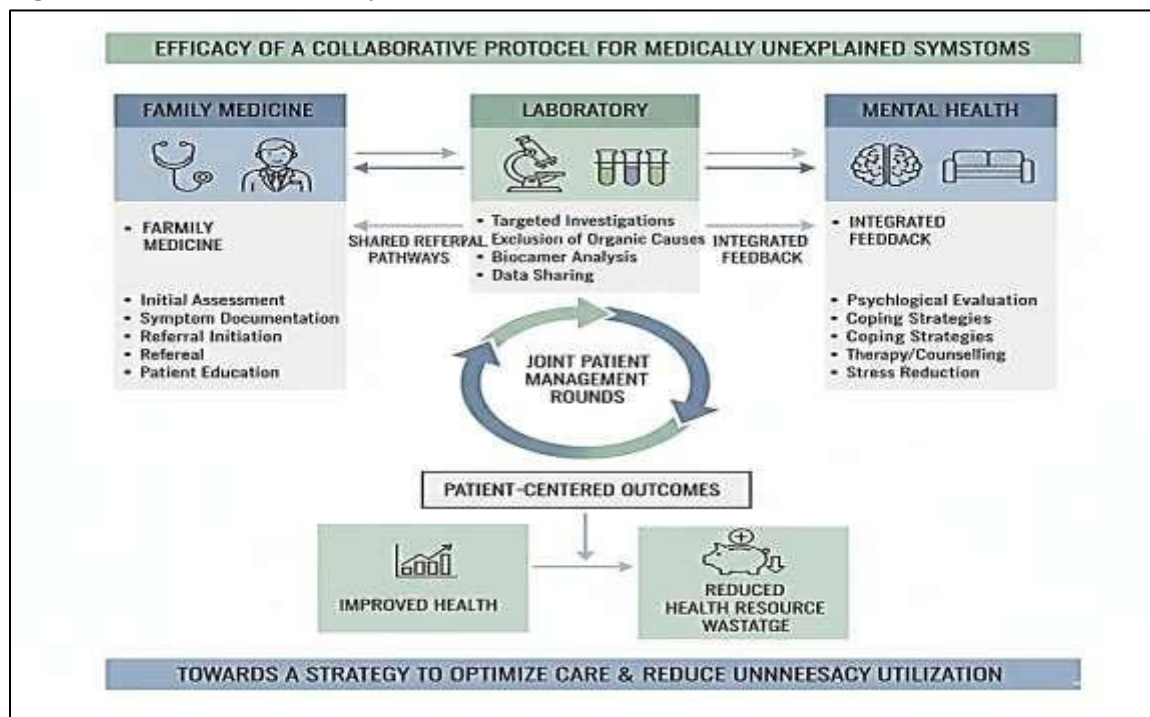 EFFICACY OF A COLLABORATIVE PROTOCEL FOR MEDICALLY UNEXPLAINED SYMSTOMS
FAMILY MEDICINE
• FARMILY
MEDICINE
• Initial Assessment
• Symptom Documentation
• Referral Initiation
• Refereal
• Patient Education
SHARED REFERPAL
PATHWAYS
LABORATORY
• Targeted Investigations
Exclusion of Organic Causes
• Biocamer Analysis
• Data Sharing
INTEGRATED
FEEDBACK
MENTAL HEALTH
• INTEGRATED
FEEDDACK
• Psychlogical Evaluation
• Coping Strategies
• Coping Strategies
• Therapy/Counselling
• Stress Reduction
JOINT PATIENT
MANAGEMENT
ROUNDS
PATIENT-CENTERED OUTCOMES
IMPROVED HEALTH
REDUCED
HEALTH RESOURCE
WASTATGE
TOWARDS A STRATEGY TO OPTIMIZE CARE & REDUCE UNNNEESACY UTILIZATION